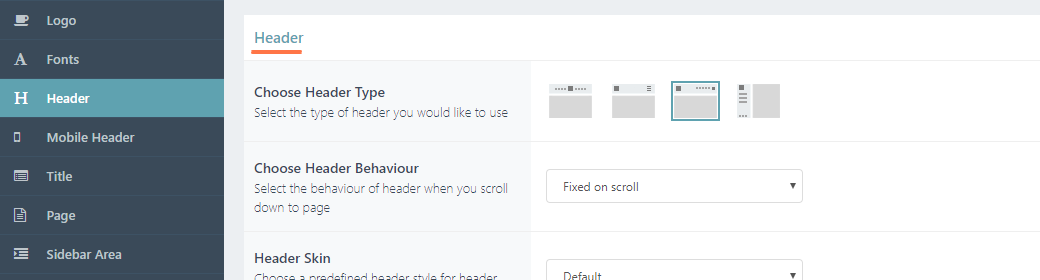 Logo
Fonts
Header
Mobile Header
Title
Page
Sidebar Area
Header
Choose Header Type
Select the type of header you would like to use
Choose Header Behaviour
Select the behaviour of header when you scroll
down to page
Fixed on scroll
Header Skin
Choose a predefined header style for header
Default